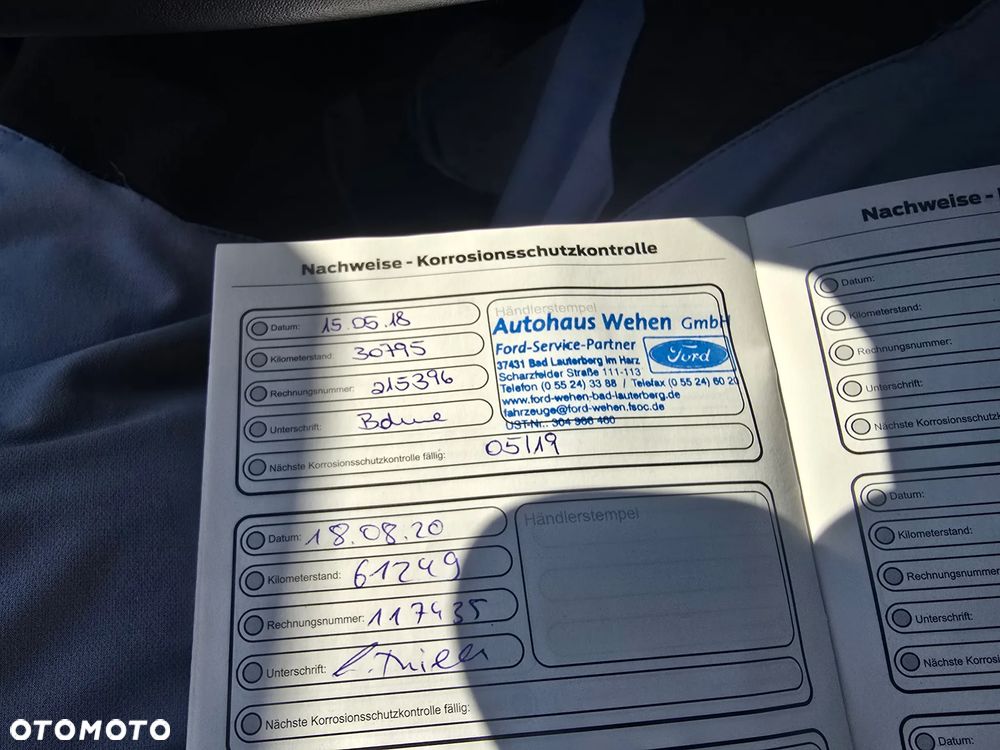 Nachweise - Korrosionsschutzkontrolle
Datum: 15.05.18
Kilometerstand: 30795
Rechnungsnummer: 215396
Unterschrift:
Händlerstempel
Autohaus Wehen GmbH
Ford-Service-Partner
Ford
37431 Bad Lauterberg im Harz
Scharzfelder Straße 111-113
Telefon (0 55 24) 33 88 / Telefax (0 55 24) 60 20
www.ford-wehen-bad-lauterberg.de
fahrzeuge@ford-wehen.fsoc.de
UST-Nr.:
Nächste Korrosionsschutzkontrolle fällig: 05/19
Datum: 18.08.20
Kilometerstand: 61249
Rechnungsnummer: 117435
Unterschrift:
Händlerstempel
Nächste Korrosionsschutzkontrolle fällig:
Nachweise -
Datum:
Kilometerstand:
Rechnungsnummer:
Unterschrift:
Nächste
Datum:
Kilometerstand:
Rechnungsnummer
Unterschrift:
Nächste
Datum:
OTOMOTO